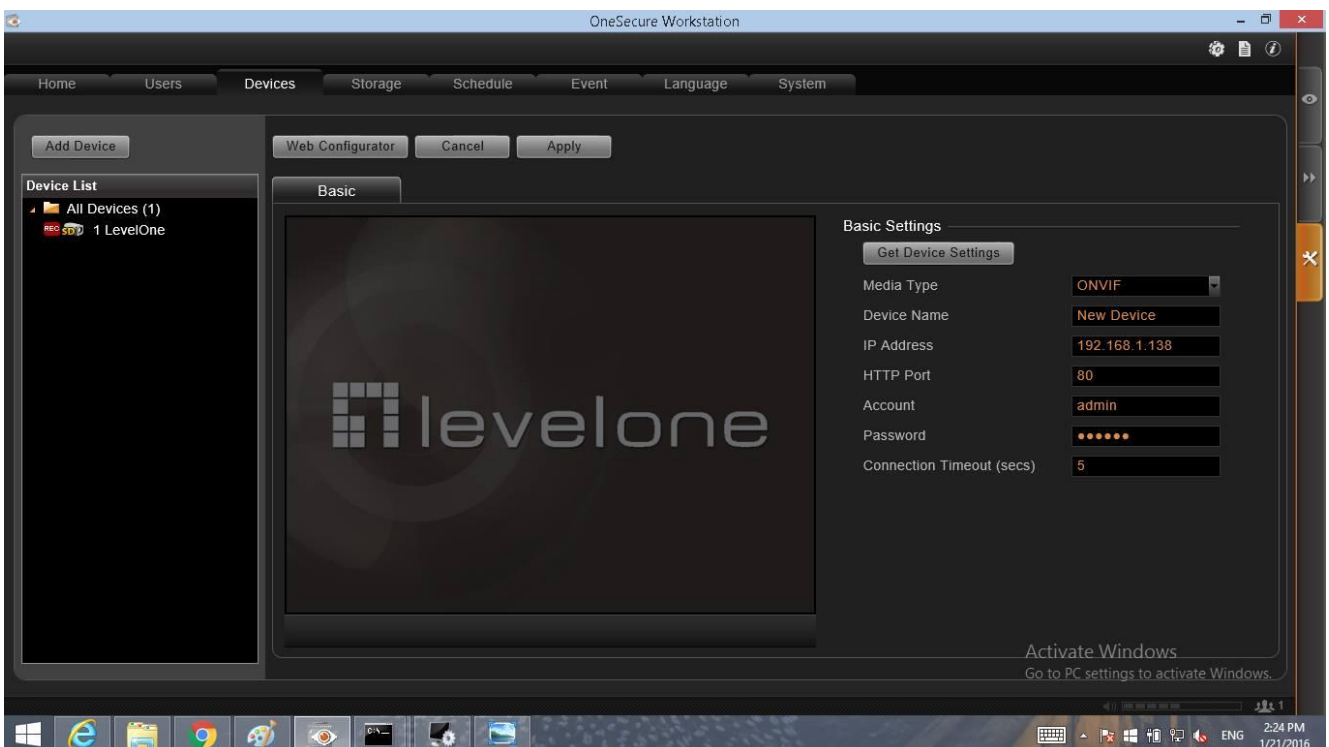 OneSecure Workstation
Home Users Devices Storage Schedule Event Language System
Add Device
Web Configurator Cancel Apply
Device List
All Devices (1)
REC SD 1 LevelOne
Basic
levelone
Basic Settings
Get Device Settings
Media Type ONVIF
Device Name New Device
IP Address 192.168.1.138
HTTP Port 80
Account admin
Password ••••••
Connection Timeout (secs) 5
Activate Windows
Go to PC settings to activate Windows.
1
ENG 2:24 PM
1/21/2016